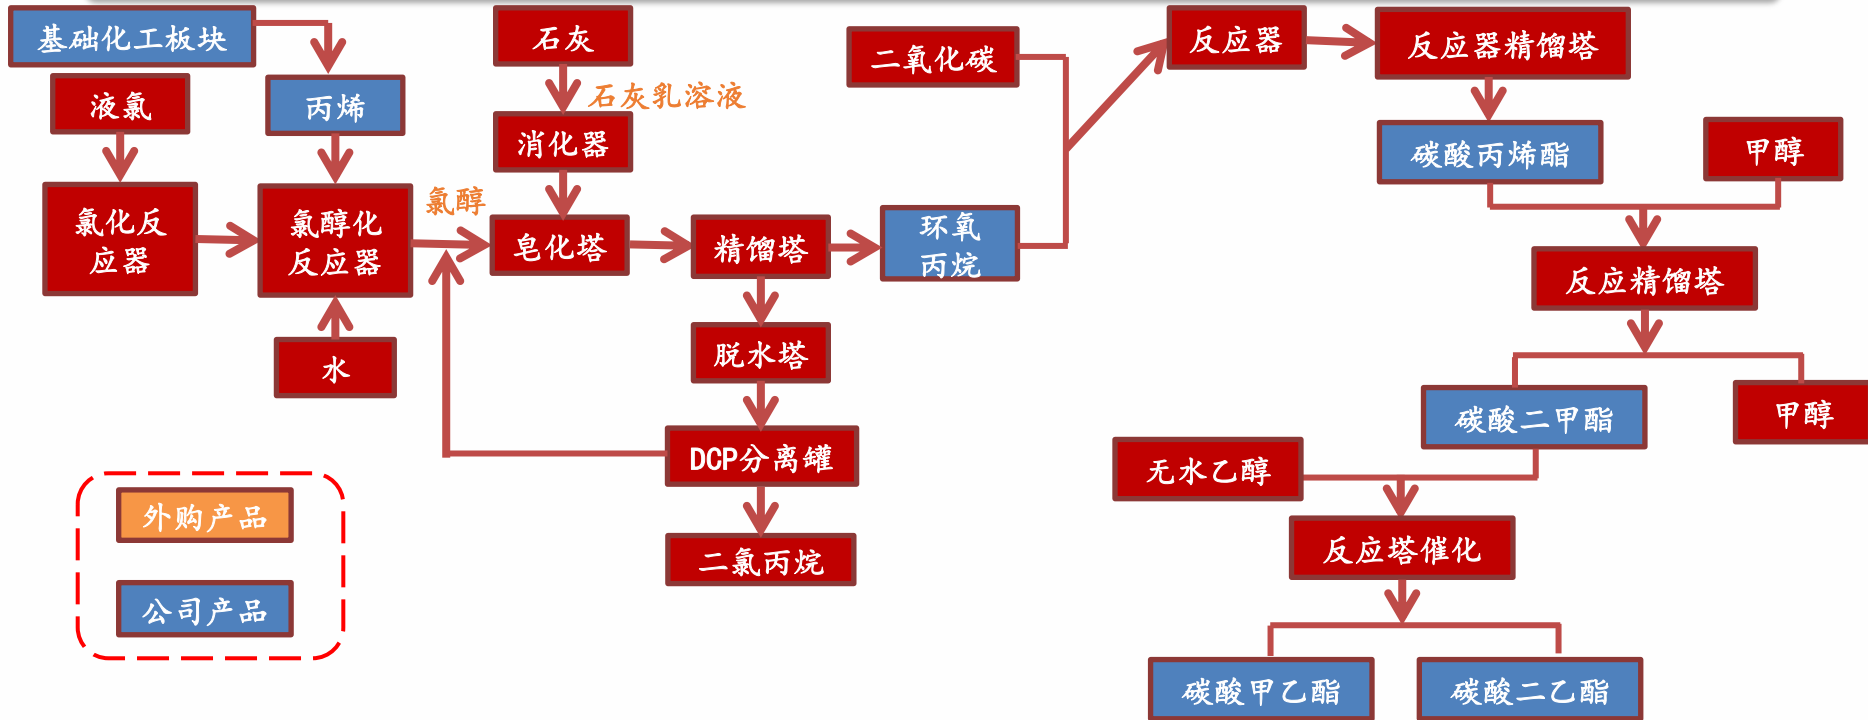 基础化工板块
液氯
丙烯
氯化反
应器
氯醇化
反应器
水
氯醇
石灰
石灰乳溶液
消化器
皂化塔
精馏塔
脱水塔
DCP分离罐
二氯丙烷
环氧
丙烷
二氧化碳
反应器
反应器精馏塔
碳酸丙烯酯
甲醇
反应精馏塔
碳酸二甲酯
甲醇
无水乙醇
反应塔催化
碳酸甲乙酯
碳酸二乙酯
外购产品
公司产品